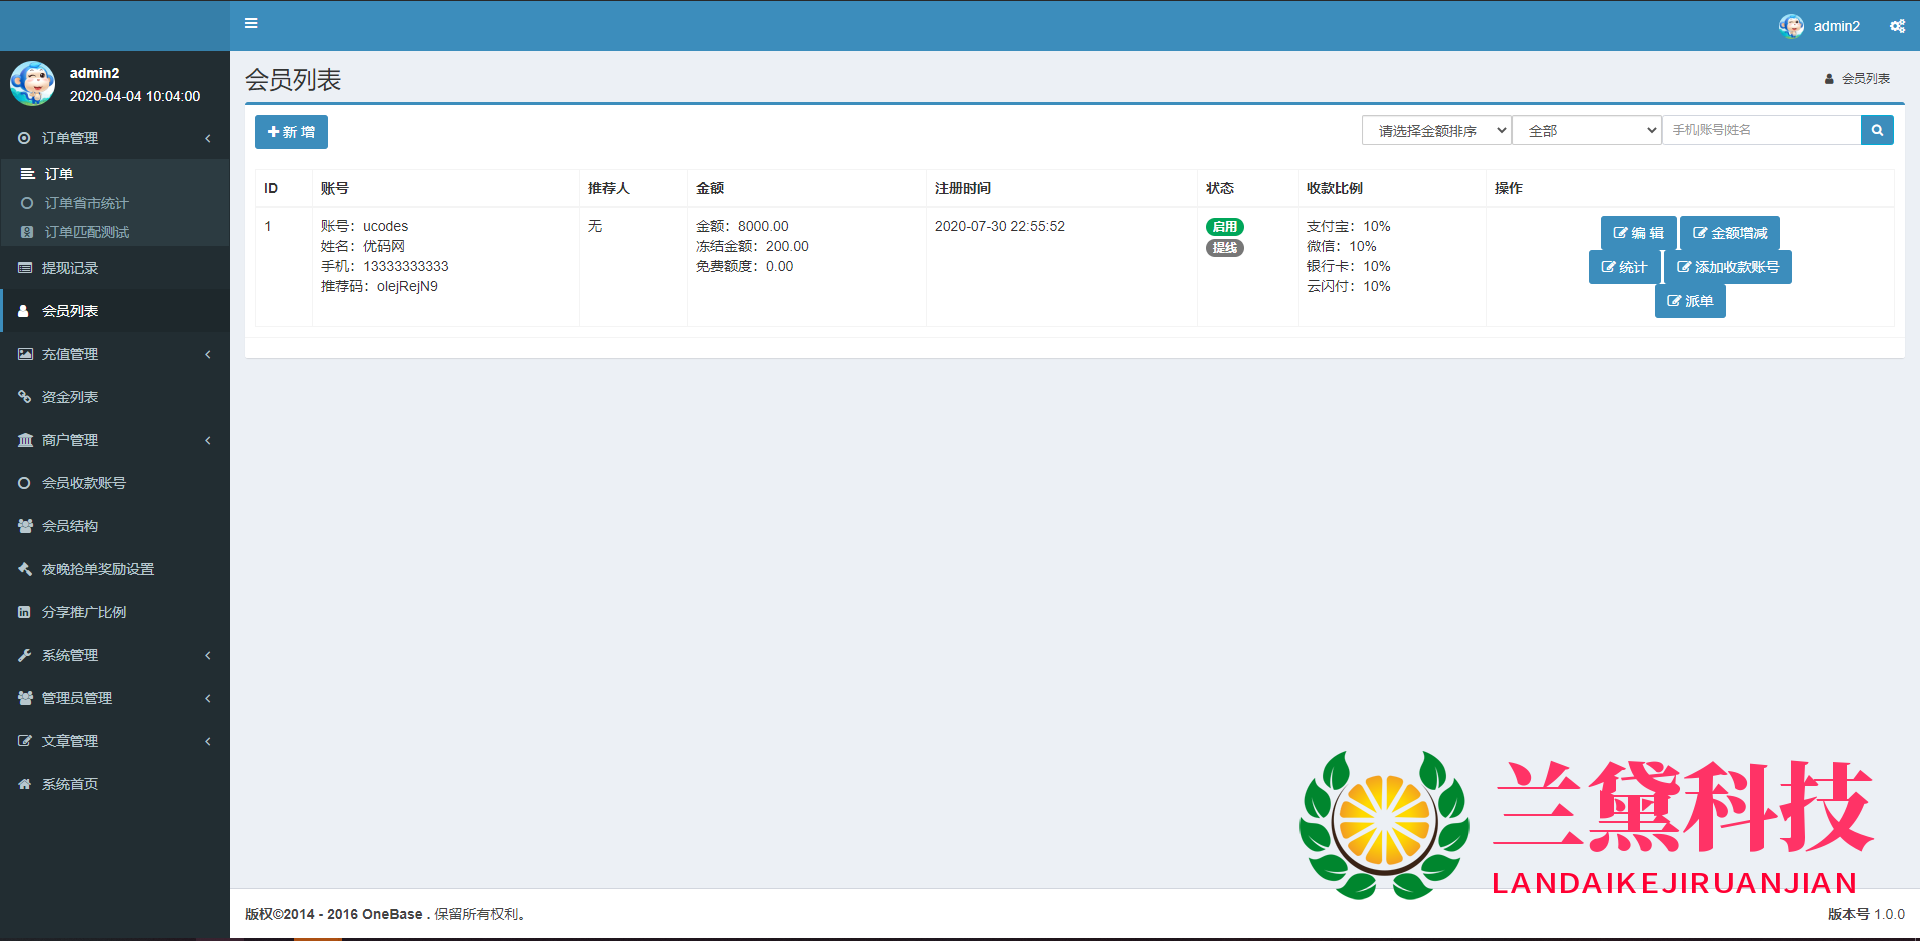 admin2
admin2
2020-04-04 10:04:00
订单管理
订单
订单省市统计
订单匹配测试
提现记录
会员列表
充值管理
资金列表
商户管理
会员收款账号
会员结构
夜晚抢单奖励设置
分享推广比例
系统管理
管理员管理
文章管理
系统首页
会员列表
会员列表
新 增
请选择金额排序 全部 手机|账号|姓名
ID 账号 推荐人 金额 注册时间 状态 收款比例 操作
1 账号：ucodes 无 金额：8000.00 2020-07-30 22:55:52 启用 支付宝：10% 编 辑 金额增减
姓名：优码网 冻结金额：200.00 提线 微信：10%
手机：13333333333 免费额度：0.00 银行卡：10% 统计 添加收款账号
推荐码：olejRejN9 云闪付：10%
派单
兰黛科技
LANDAIKEJIRUANJIAN
版权©2014 - 2016 OneBase . 保留所有权利。
版本号 1.0.0